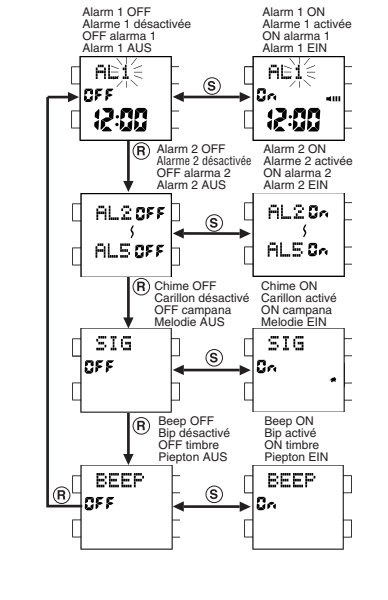 Alarm 1 OFF
Alarme 1 désactivée
OFF alarma 1
Alarm 1 AUS
Alarm 1 ON
Alarme 1 activée
ON alarma 1
Alarm 1 EIN
AL1
OFF
12:00
S
AL1
On
12:00
R
Alarm 2 OFF
Alarme 2 désactivée
OFF alarma 2
Alarm 2 AUS
Alarm 2 ON
Alarme 2 activée
ON alarma 2
Alarm 2 EIN
AL2 OFF
AL5 OFF
S
AL2 On
AL5 On
R
Chime OFF
Carillon désactivé
OFF campana
Melodie AUS
Chime ON
Carillon activé
ON campana
Melodie EIN
SIG
OFF
S
SIG
On
R
Beep OFF
Bip désactivé
OFF timbre
Piepton AUS
Beep ON
Bip activé
ON timbre
Piepton EIN
R
BEEP
OFF
S
BEEP
On